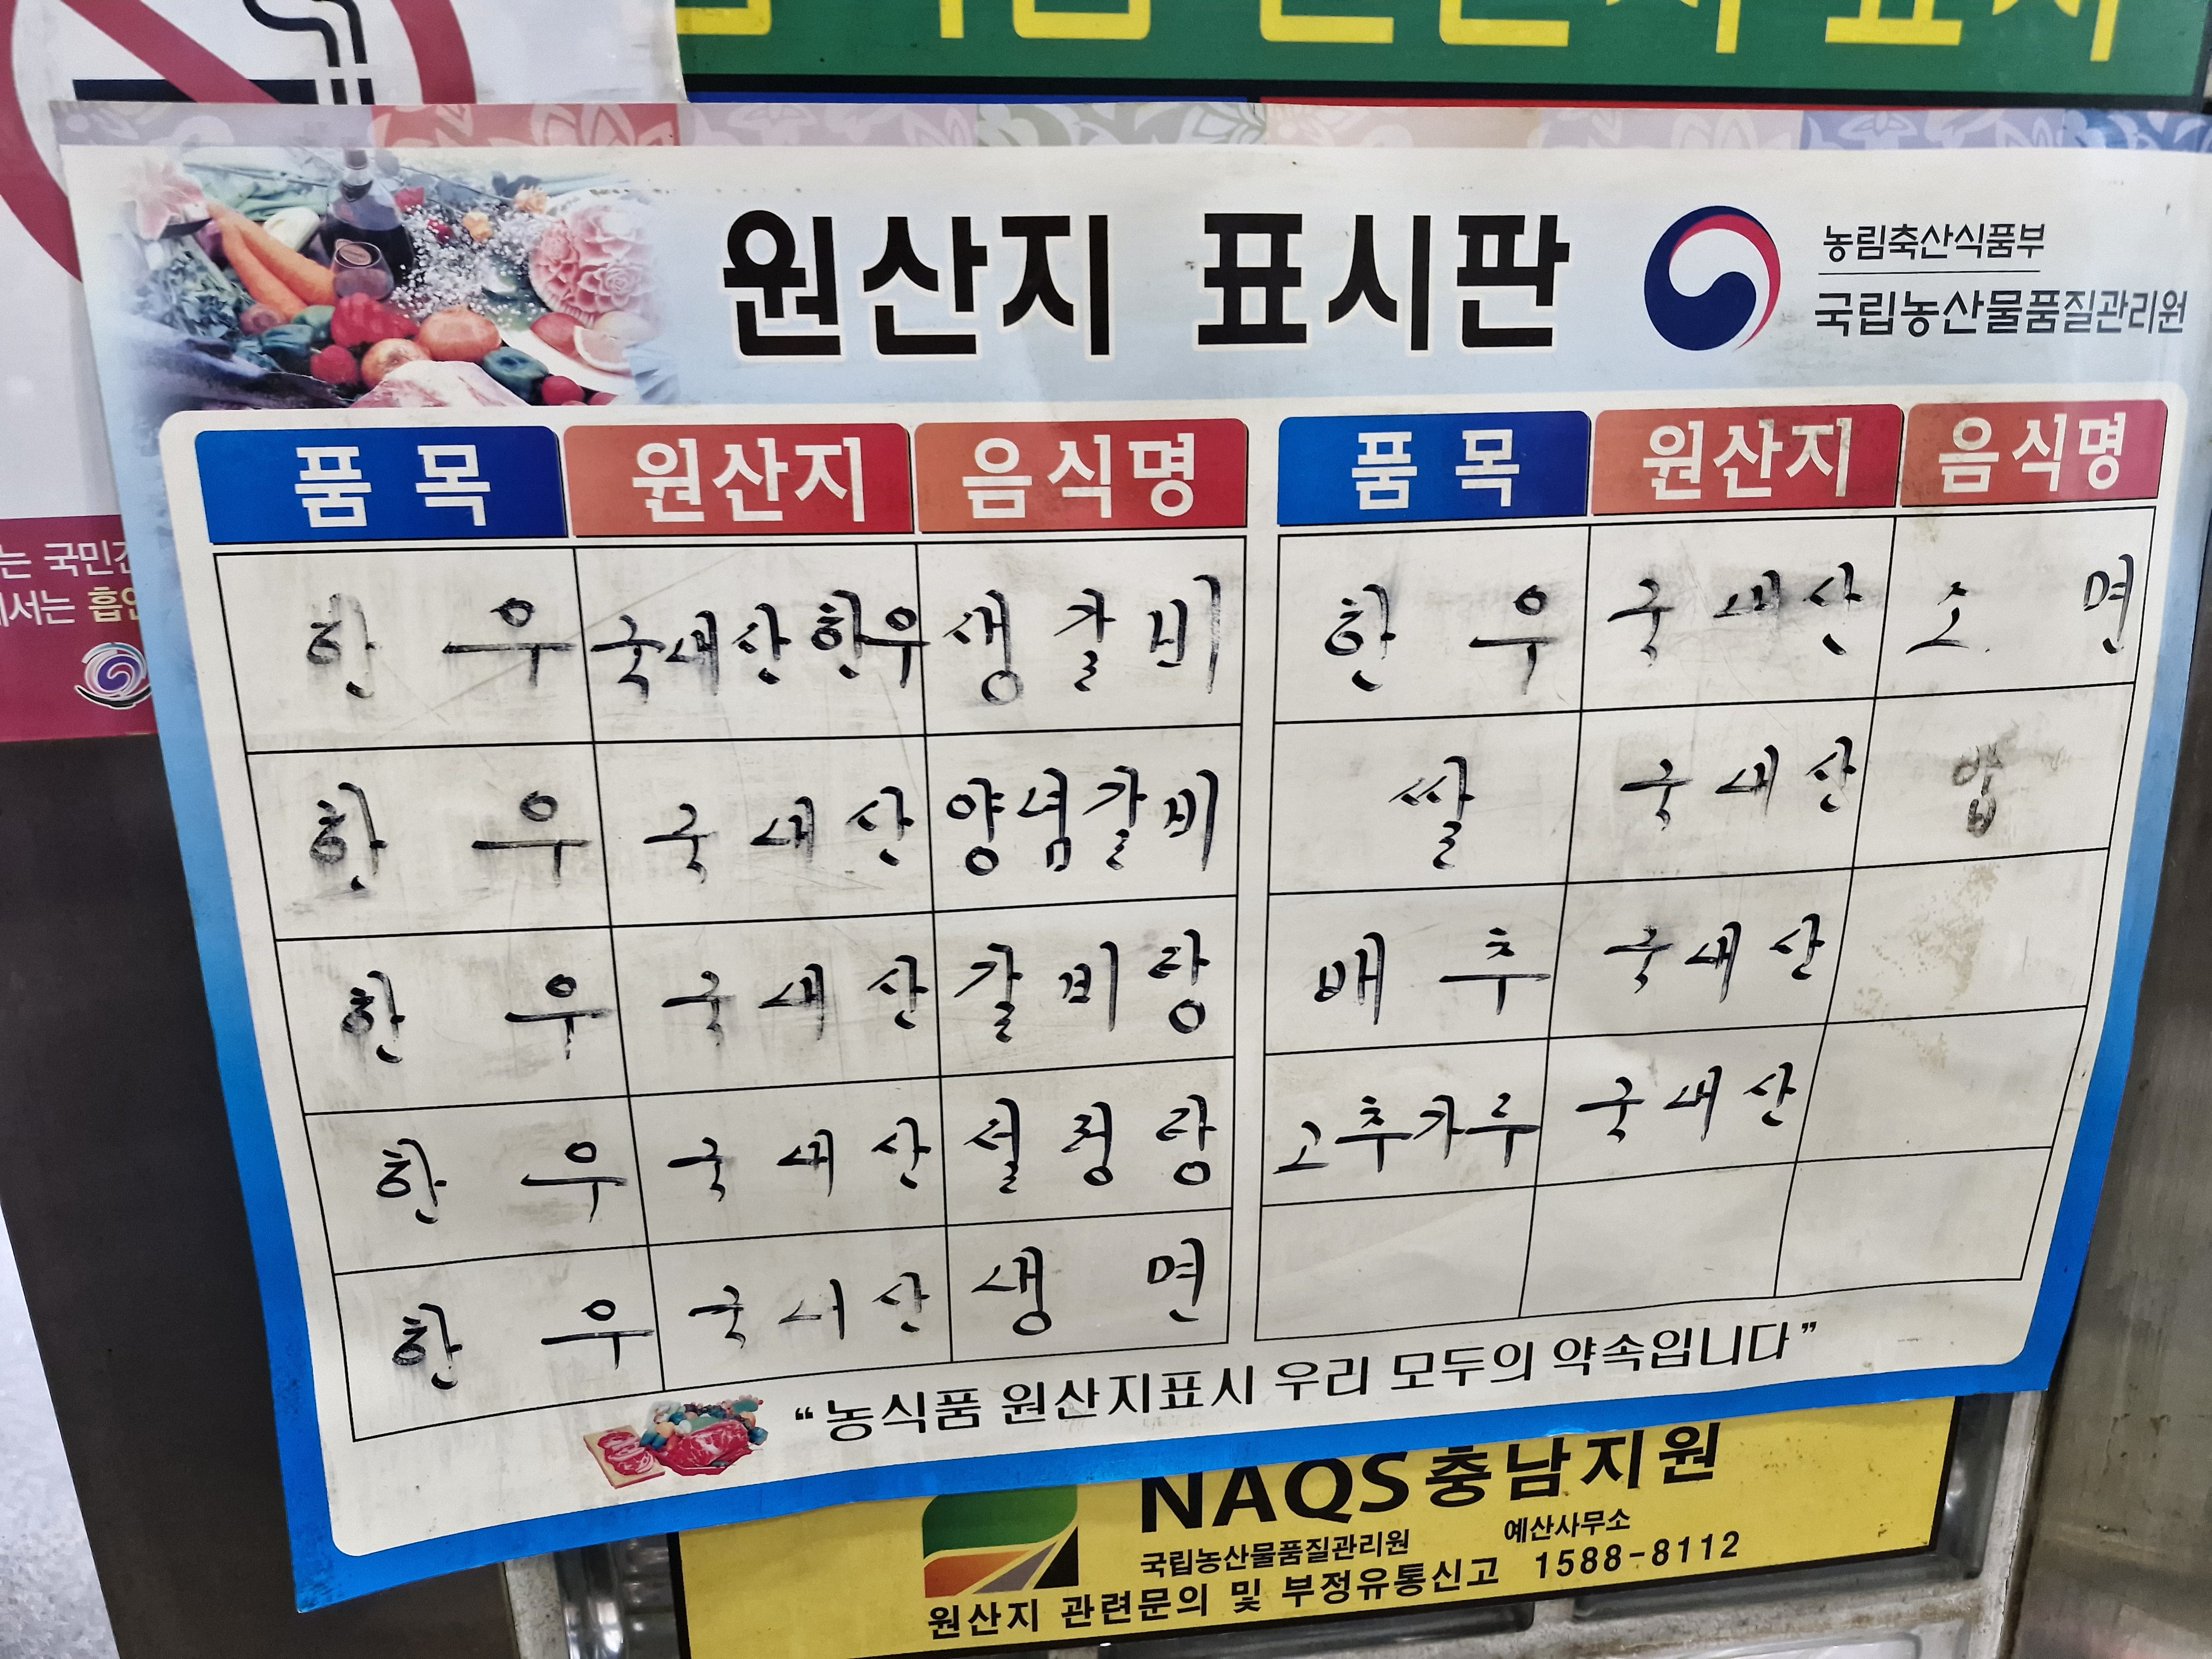 원산지 표시판
농림축산식품부
국립농산물품질관리원
품목 원산지 음식명 품목 원산지 음식명
한우 국내산 한우 생갈비 한우 국내산 소면
한우 국내산 양념갈비 쌀 국내산
한우 국내산 갈비탕 배추 국내산
한우 국내산 설렁탕 고추가루 국내산
한우 생면
“농식품 원산지표시 우리 모두의 약속입니다”
NAQS충남지원
국립농산물품질관리원 예산사무소
원산지 관련문의 및 부정유통신고 1588-8112